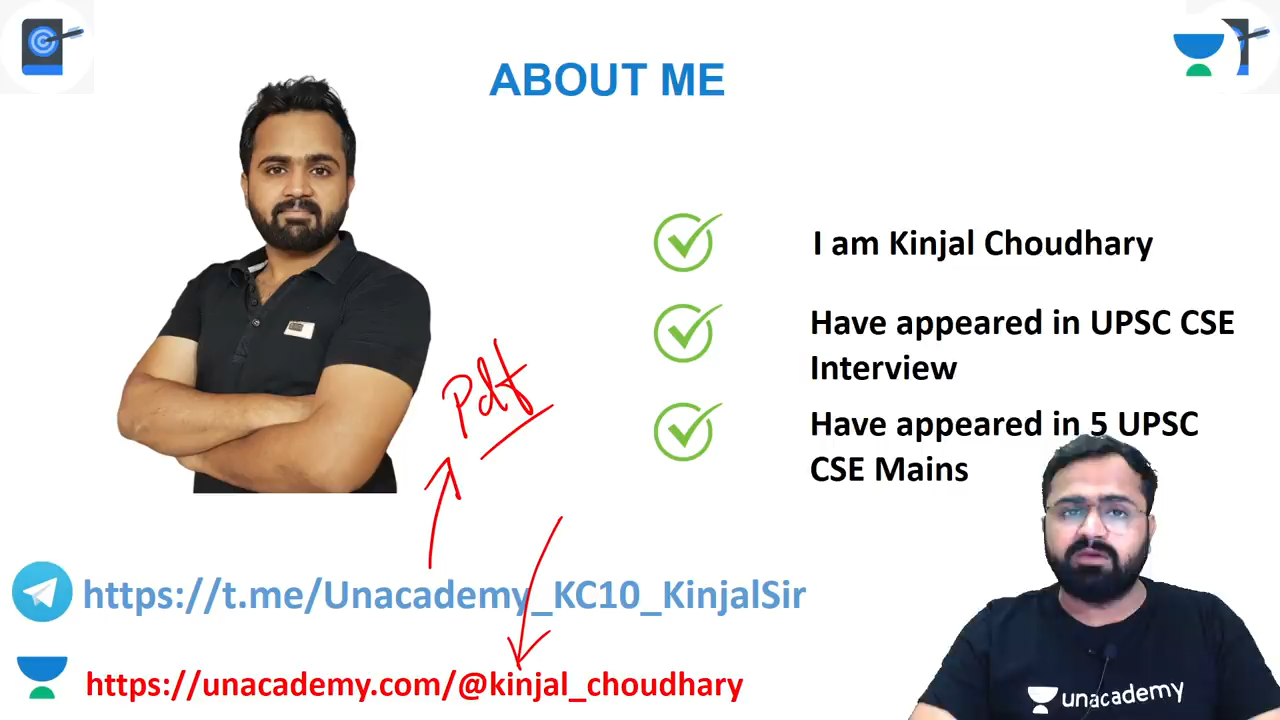 ABOUT ME
I am Kinjal Choudhary
Have appeared in UPSC CSE
Interview
Have appeared in 5 UPSC
CSE Mains
Pdf
https://t.me/Unacademy_KC10_KinjalSir
https://unacademy.com/@kinjal_choudhary
unacademy